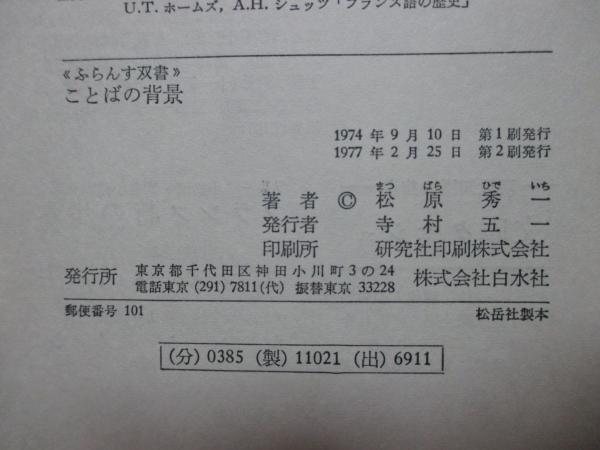 U.T. ホームズ, A.H. シュッツ「フランス語の歴史」
《ふらんす双書》
ことばの背景
1974 年 9 月 10 日 第1刷発行
1977 年 2 月 25 日 第2刷発行
まつ ばら ひで いち
著者 © 松原秀一
発行者 寺村五一
印刷所 研究社印刷株式会社
発行所 東京都千代田区神田小川町3の24 株式会社白水社
電話東京 (291) 7811(代) 振替東京 33228
郵便番号 101 松岳社製本
(分) 0385 (製) 11021 (出) 6911